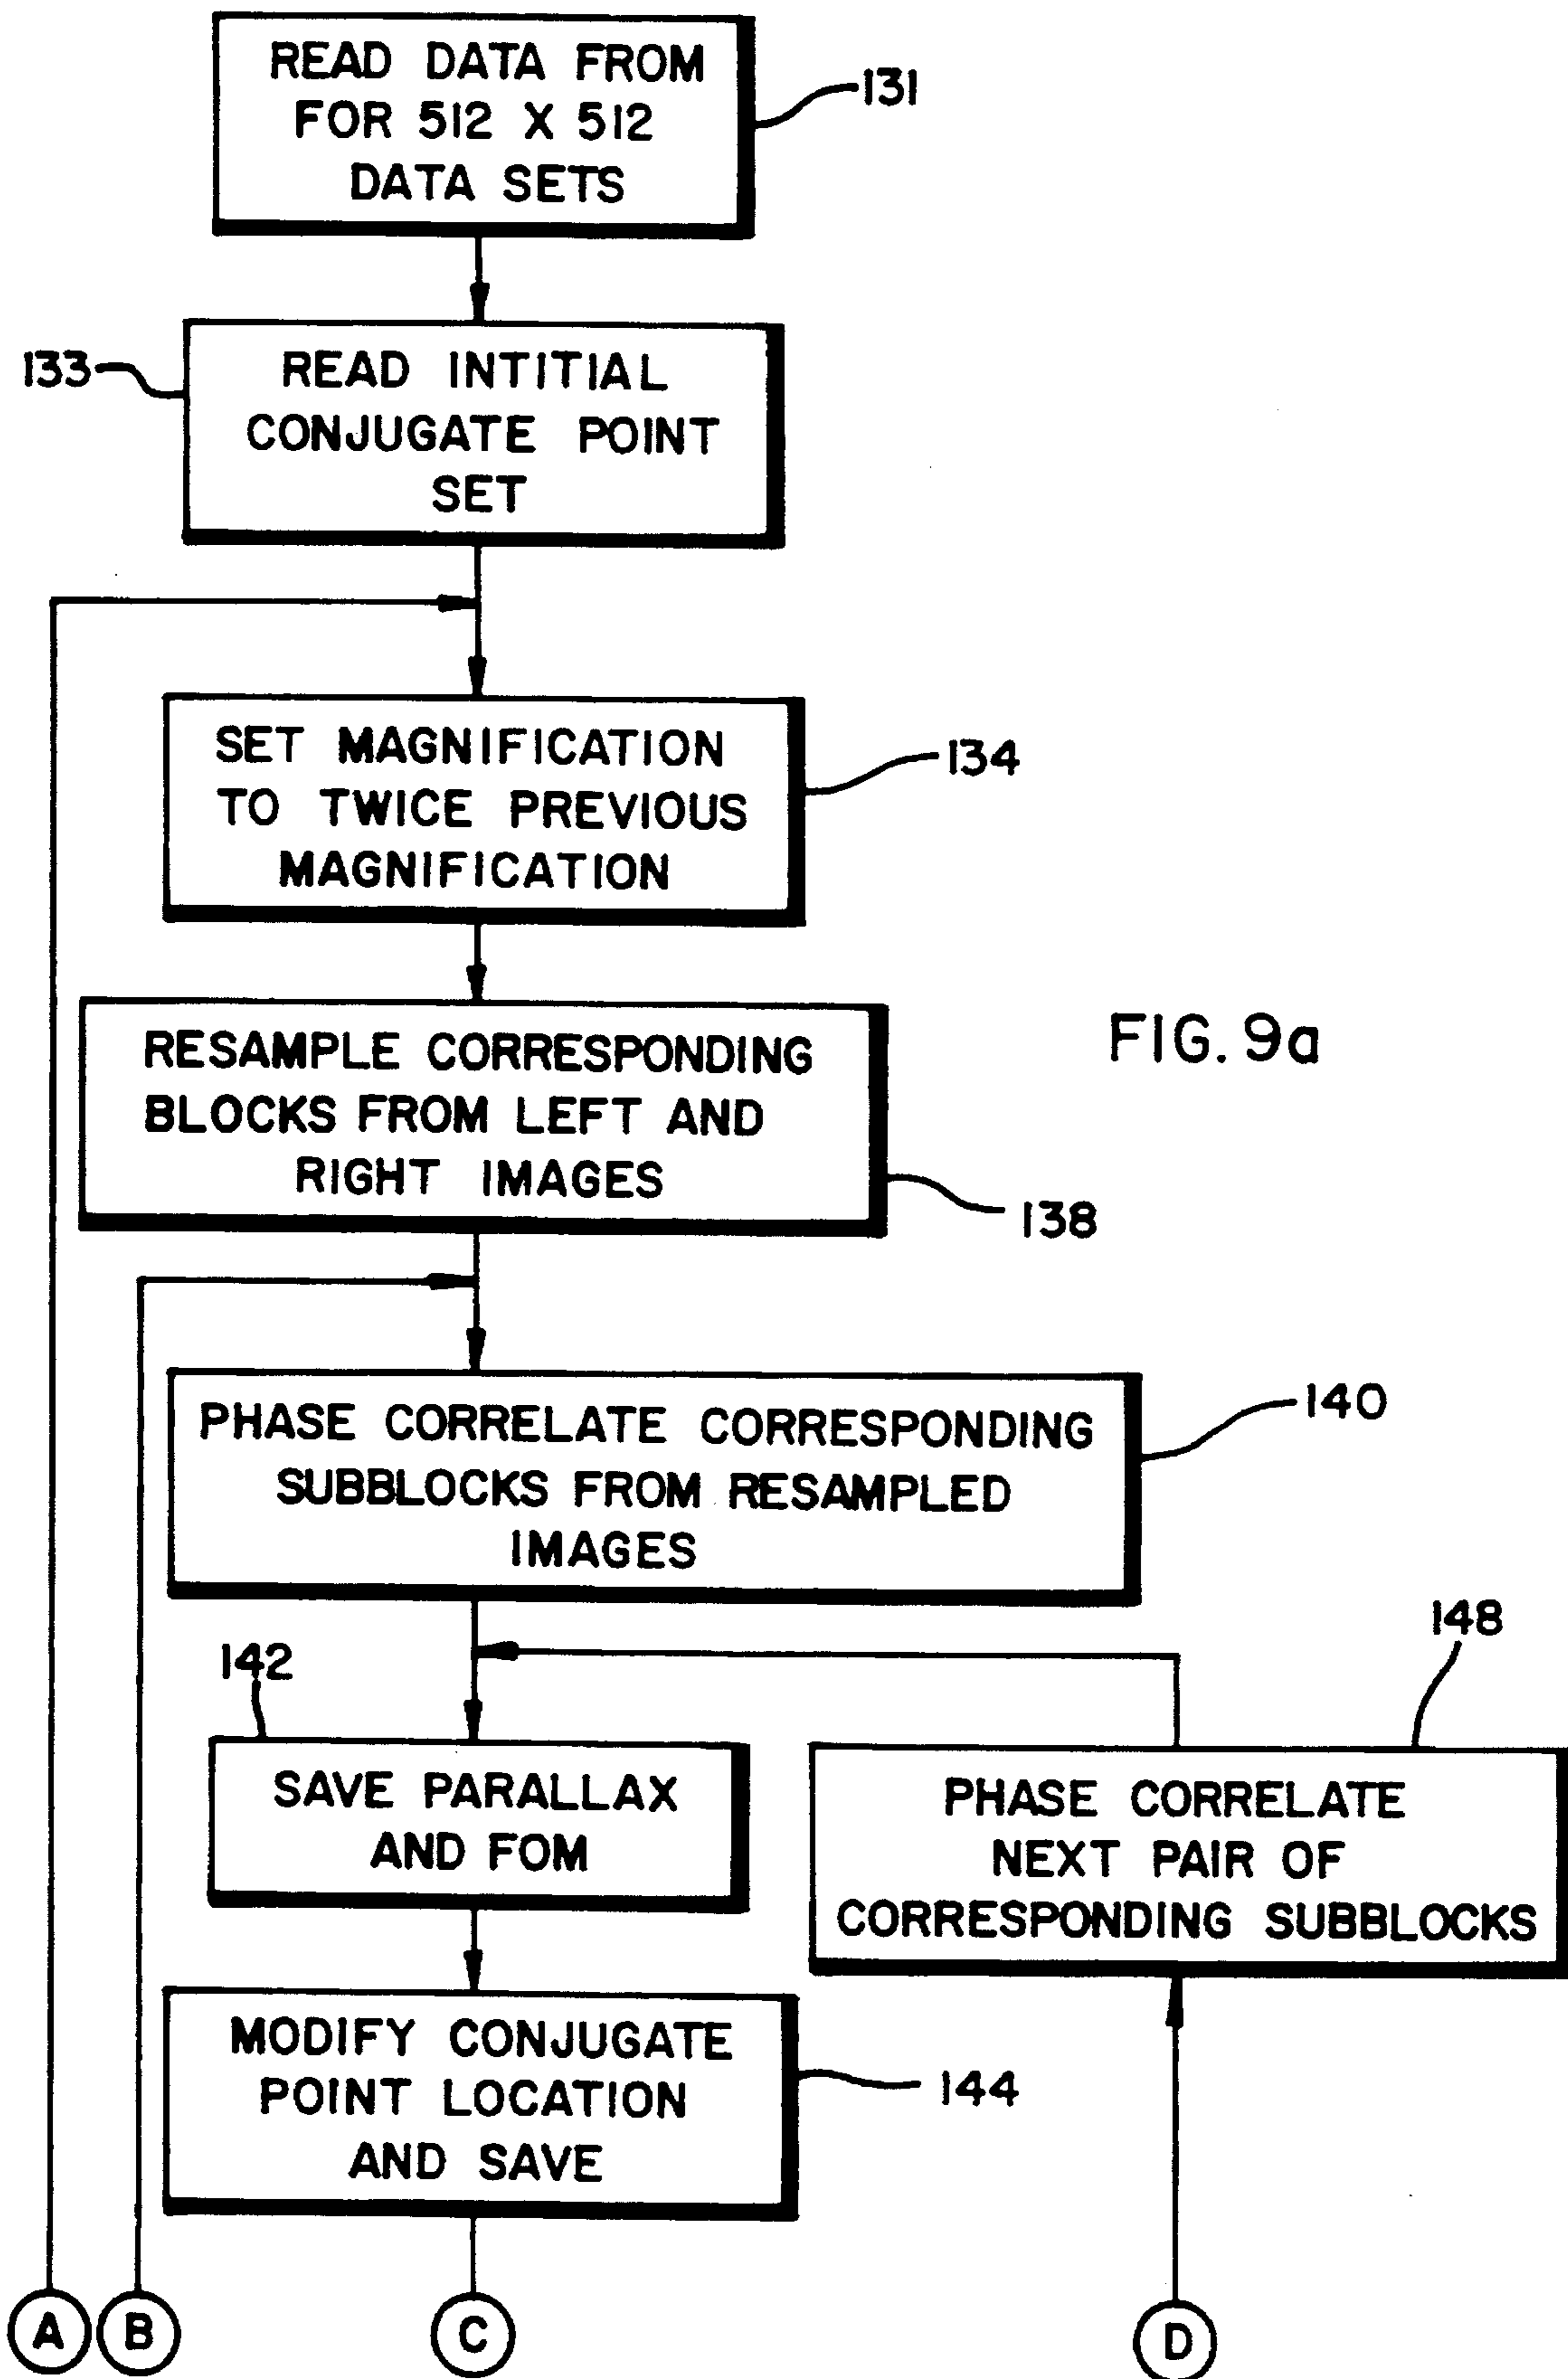 READ DATA FROM
FOR 512 X 512
DATA SETS
131
READ INTITIAL
CONJUGATE POINT
SET
133
SET MAGNIFICATION
TO TWICE PREVIOUS
MAGNIFICATION
134
RESAMPLE CORRESPONDING
BLOCKS FROM LEFT AND
RIGHT IMAGES
138
FIG. 9a
PHASE CORRELATE CORRESPONDING
SUBBLOCKS FROM RESAMPLED
IMAGES
140
142
SAVE PARALLAX
AND FOM
148
PHASE CORRELATE
NEXT PAIR OF
CORRESPONDING SUBBLOCKS
MODIFY CONJUGATE
POINT LOCATION
AND SAVE
144
A
B
C
D